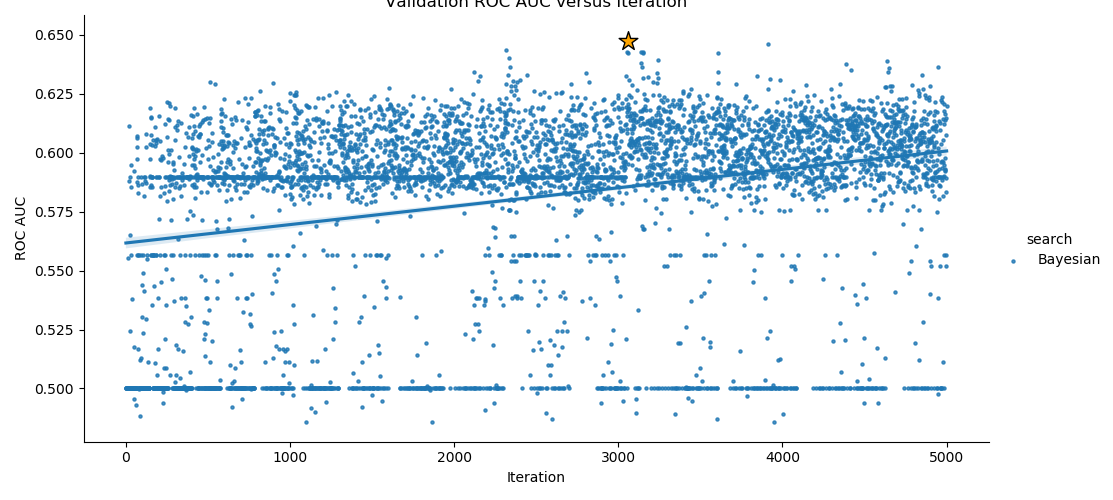 Validation ROC AUC versus Iteration
0.650
0.625
0.600
0.575
0.550
0.525
0.500
ROC AUC
0 1000 2000 3000 4000 5000
Iteration
search
Bayesian